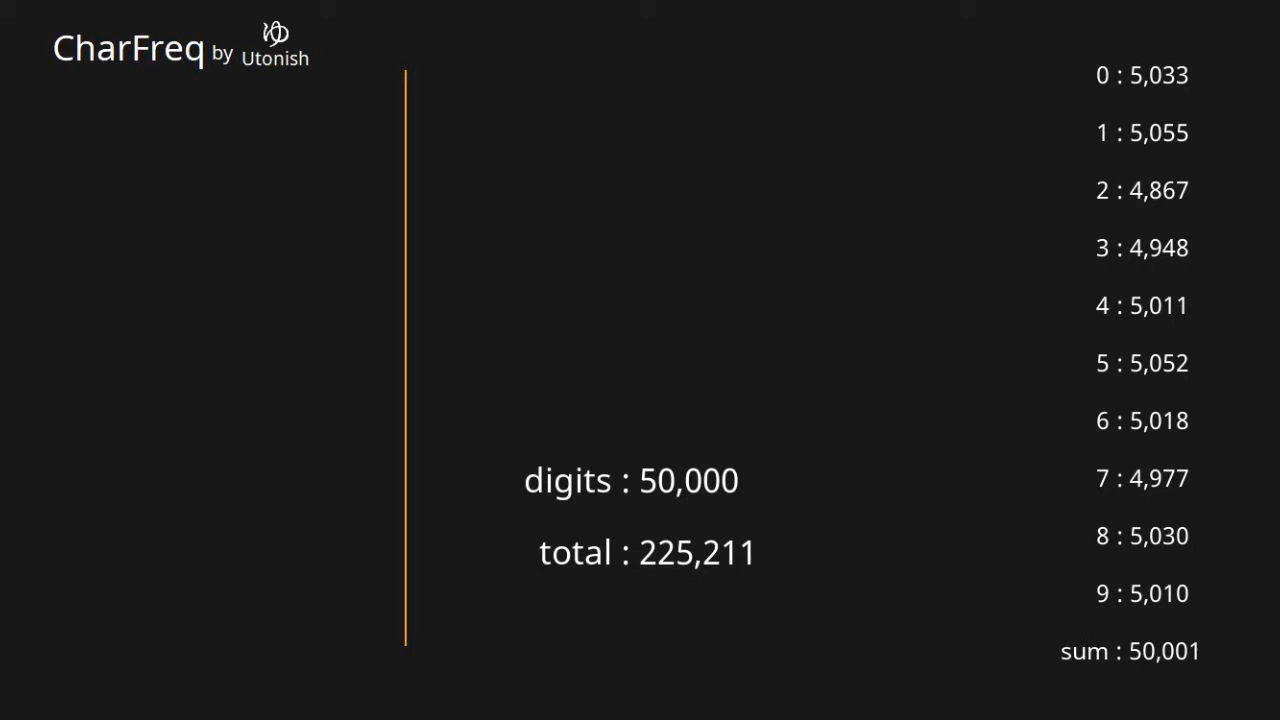 CharFreq by Utonish
0 : 5,033
1 : 5,055
2 : 4,867
3 : 4,948
4 : 5,011
5 : 5,052
6 : 5,018
digits : 50,000
7 : 4,977
8 : 5,030
total : 225,211
9 : 5,010
sum : 50,001